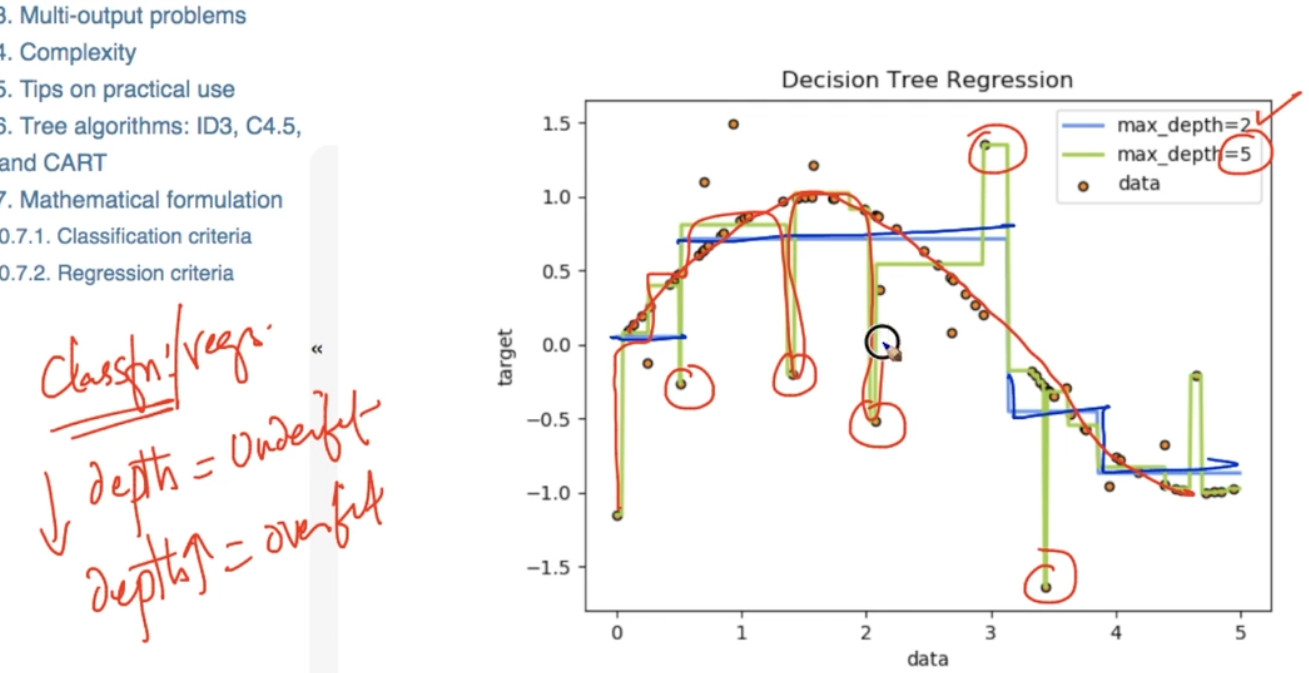 3. Multi-output problems
4. Complexity
5. Tips on practical use
6. Tree algorithms: ID3, C4.5,
and CART
7. Mathematical formulation
0.7.1. Classification criteria
0.7.2. Regression criteria
«
Classfn:/regr.
↓ depth = Underfit
depth↑ = overfit
Decision Tree Regression
max_depth=2
max_depth=5
data
1.5
1.0
0.5
0.0
−0.5
−1.0
−1.5
target
0 1 2 3 4 5
data